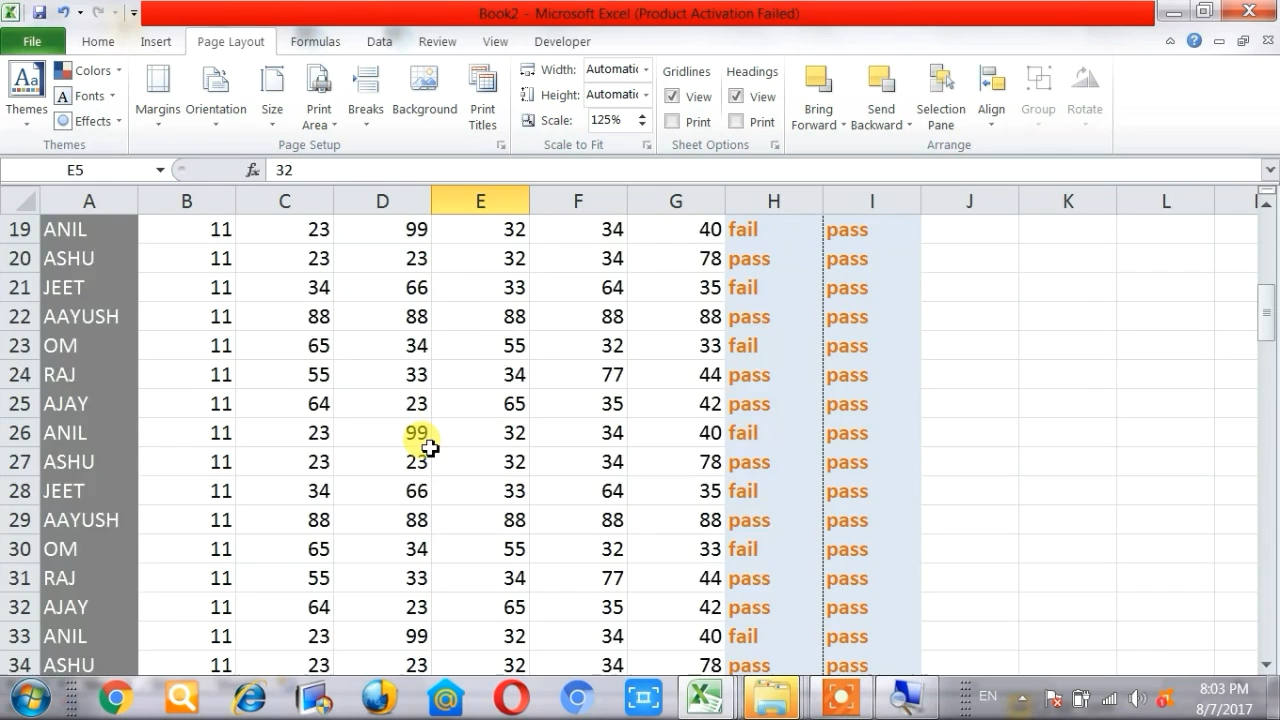 Book2 - Microsoft Excel (Product Activation Failed)
File Home Insert Page Layout Formulas Data Review View Developer
Themes Colors Fonts Effects Margins Orientation Size Print Area Breaks Background Print Titles Width: Automatic Height: Automatic Scale: 125% Gridlines View Print Headings View Print Bring Forward Send Backward Selection Pane Align Group Rotate
Themes Page Setup Scale to Fit Sheet Options Arrange
E5 fx 32
A B C D E F G H I J K L
19 ANIL 11 23 99 32 34 40 fail pass
20 ASHU 11 23 23 32 34 78 pass pass
21 JEET 11 34 66 33 64 35 fail pass
22 AAYUSH 11 88 88 88 88 88 pass pass
23 OM 11 65 34 55 32 33 fail pass
24 RAJ 11 55 33 34 77 44 pass pass
25 AJAY 11 64 23 65 35 42 pass pass
26 ANIL 11 23 99 32 34 40 fail pass
27 ASHU 11 23 23 32 34 78 pass pass
28 JEET 11 34 66 33 64 35 fail pass
29 AAYUSH 11 88 88 88 88 88 pass pass
30 OM 11 65 34 55 32 33 fail pass
31 RAJ 11 55 33 34 77 44 pass pass
32 AJAY 11 64 23 65 35 42 pass pass
33 ANIL 11 23 99 32 34 40 fail pass
34 ASHU 11 23 23 32 34 78 pass pass
EN 8:03 PM
8/7/2017